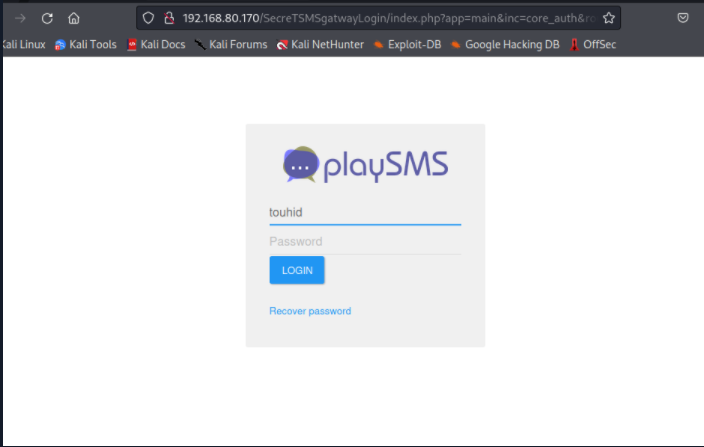 192.168.80.170/SecreTSMSgatwayLogin/index.php?app=main&inc=core_auth&ro
Kali Linux Kali Tools Kali Docs Kali Forums Kali NetHunter Exploit-DB Google Hacking DB OffSec
playSMS
touhid
Password
LOGIN
Recover password